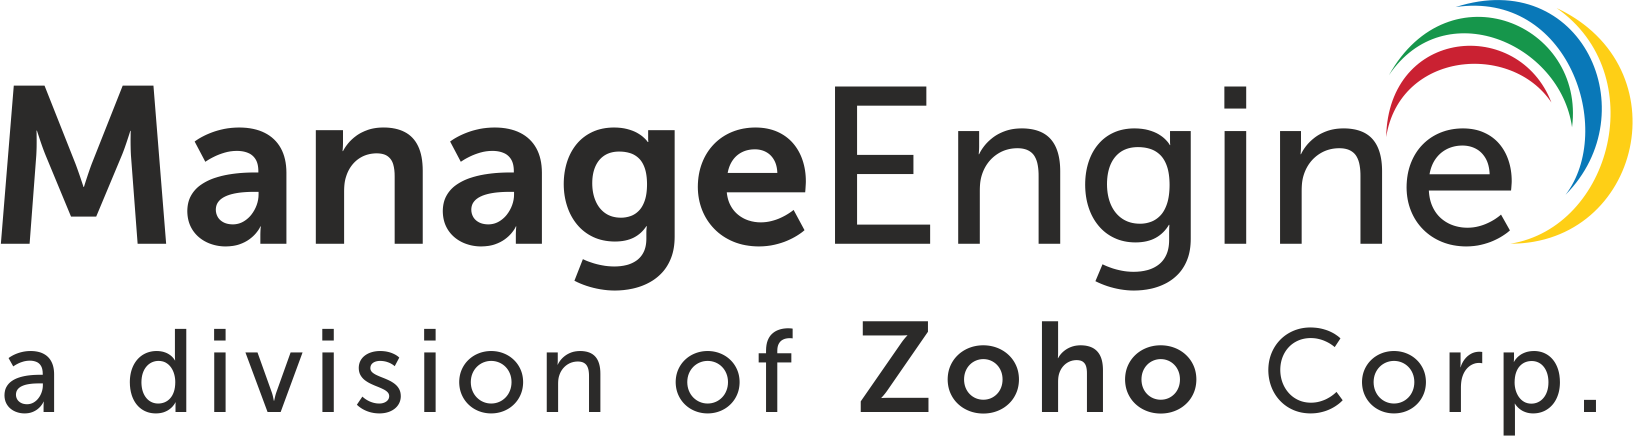 ManageEngine
a division of Zoho Corp.